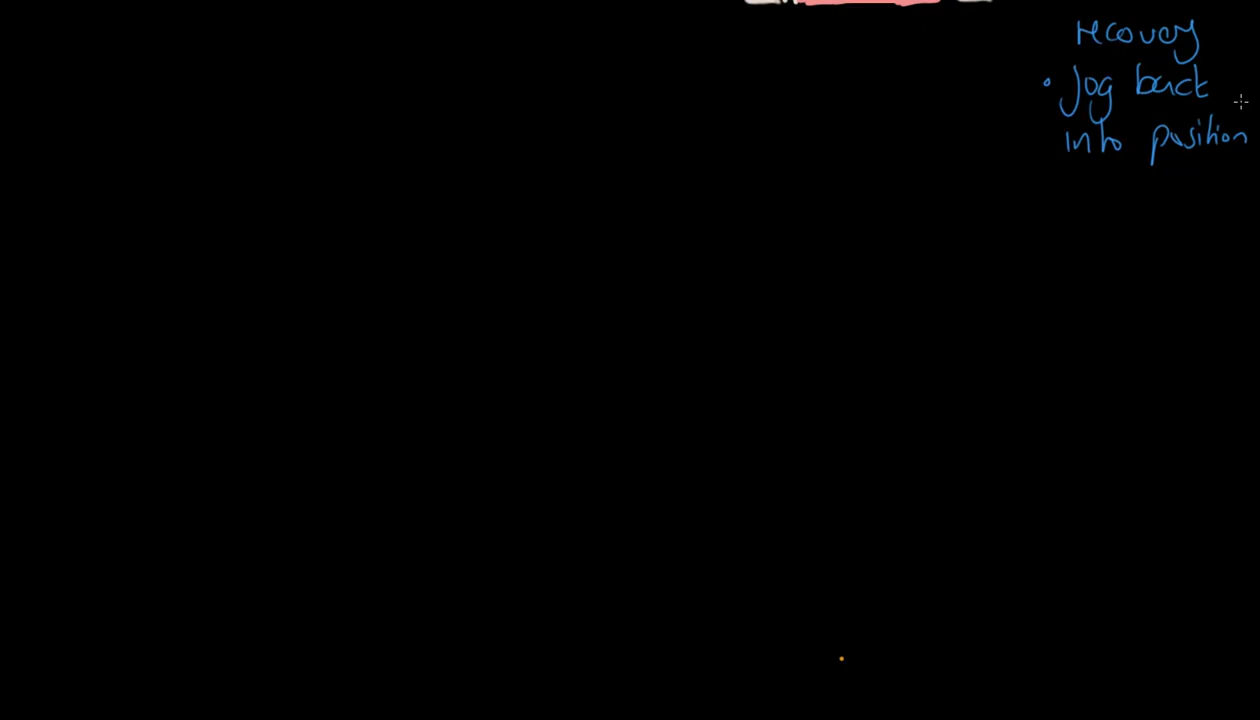 recovery
• Jog back
into position